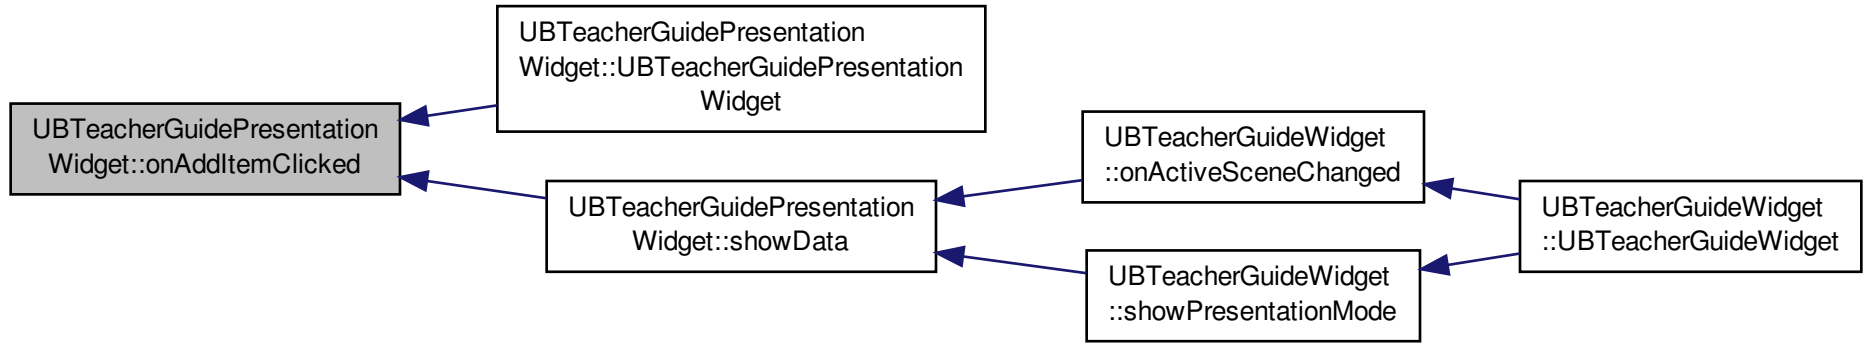 UBTeacherGuidePresentation
Widget::onAddItemClicked
UBTeacherGuidePresentation
Widget::UBTeacherGuidePresentation
Widget
UBTeacherGuidePresentation
Widget::showData
UBTeacherGuideWidget
::onActiveSceneChanged
UBTeacherGuideWidget
::showPresentationMode
UBTeacherGuideWidget
::UBTeacherGuideWidget